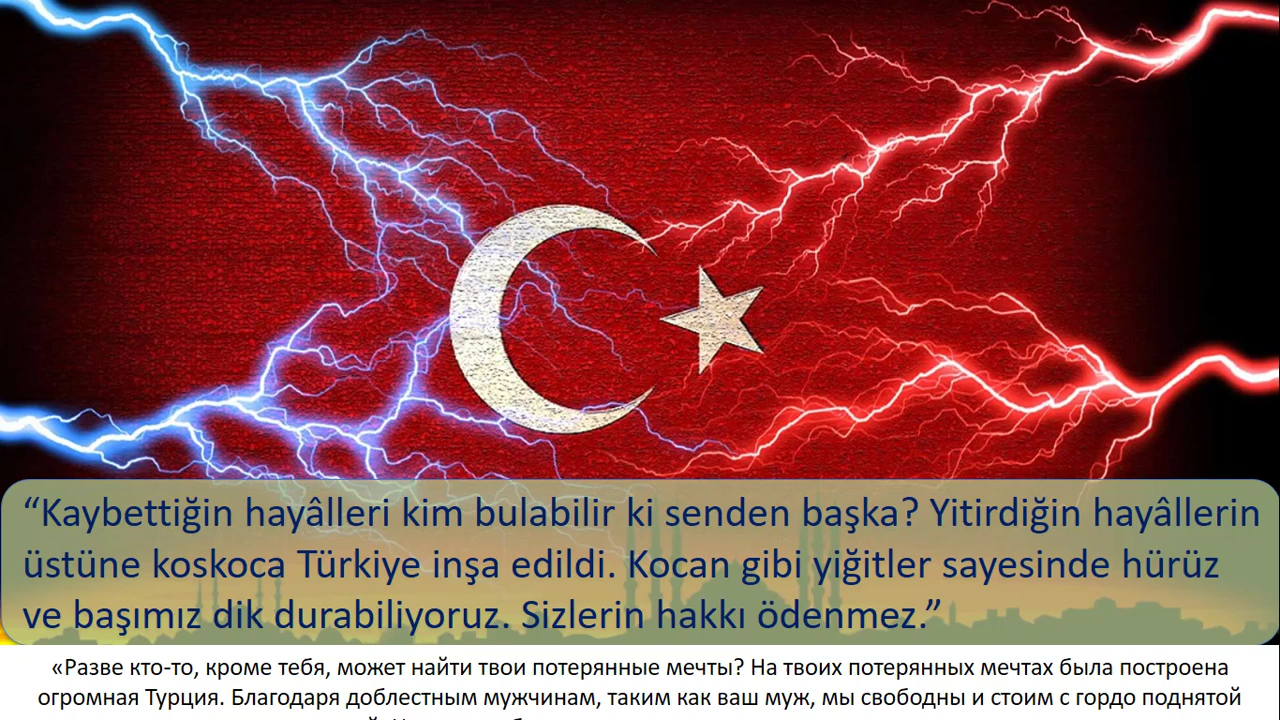 “Kaybettiğin hayâlleri kim bulabilir ki senden başka? Yitirdiğin hayâllerin
üstüne koskoca Türkiye inşa edildi. Kocan gibi yiğitler sayesinde hürüz
ve başımız dik durabiliyoruz. Sizlerin hakkı ödenmez.”
«Разве кто-то, кроме тебя, может найти твои потерянные мечты? На твоих потерянных мечтах была построена
огромная Турция. Благодаря доблестным мужчинам, таким как ваш муж, мы свободны и стоим с гордо поднятой